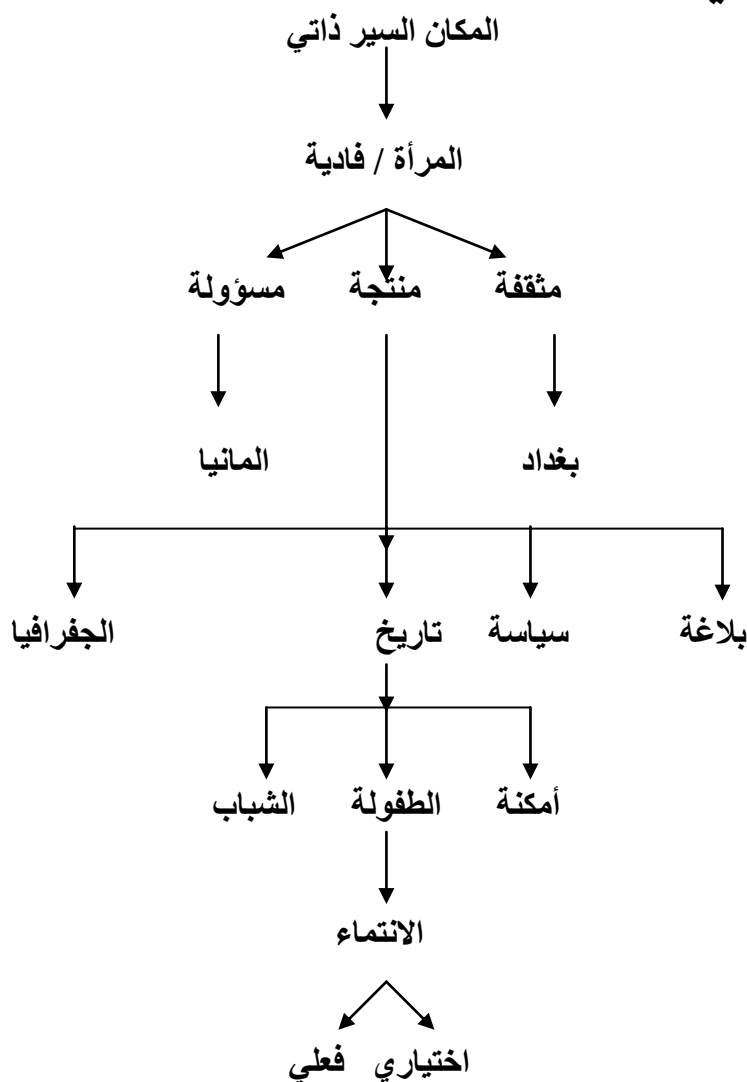 المكان السير ذاتي
المرأة / فادية
مثقفة منتجة مسؤولة
بغداد المانيا
بلاغة سياسة تاريخ الجفرافيا
أمكنة الطفولة الشباب
الانتماء
اختياري فعلي